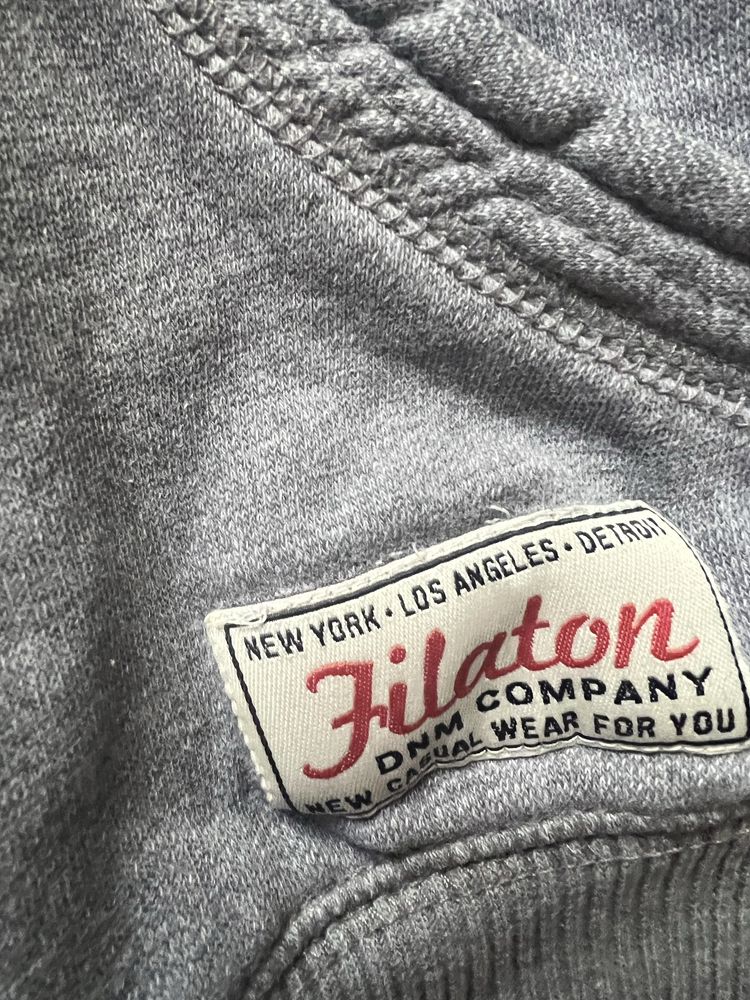 NEW YORK · LOS ANGELES · DETROIT
Filaton
DNM COMPANY
NEW CASUAL WEAR FOR YOU